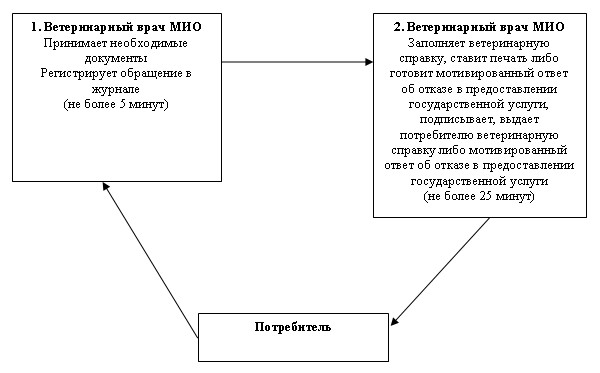 1. Ветеринарный врач МИО
Принимает необходимые
документы
Регистрирует обращение в
журнале
(не более 5 минут)
2. Ветеринарный врач МИО
Заполняет ветеринарную
справку, ставит печать либо
готовит мотивированный ответ
об отказе в предоставлении
государственной услуги,
подписывает, выдает
потребителю ветеринарную
справку либо мотивированный
ответ об отказе в предоставлении
государственной услуги
(не более 25 минут)
Потребитель